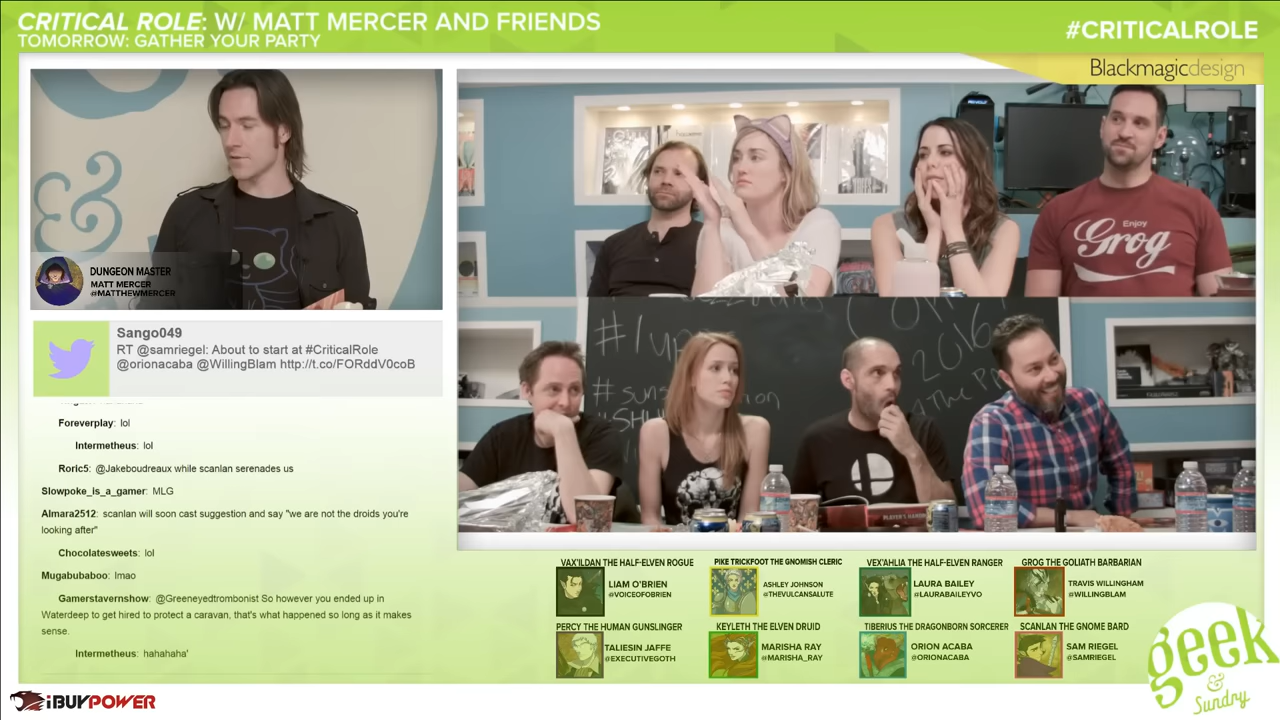 CRITICAL ROLE: W/ MATT MERCER AND FRIENDS
TOMORROW: GATHER YOUR PARTY
#CRITICALROLE
Blackmagicdesign
DUNGEON MASTER
MATT MERCER
@MATTHEWMERCER
Enjoy
Grog
Sango049
RT @samriegel: About to start at #CriticalRole
@orionacaba @WillingBlam http://t.co/FORddV0coB
2016
Foreverplay: lol
Intermetheus: lol
Roric5: @Jakeboudreaux while scanlan serenades us
Slowpoke_is_a_gamer: MLG
Almara2512: scanlan will soon cast suggestion and say "we are not the droids you're
looking after"
Chocolatesweets: lol
Mugabubaboo: lmao
Gamerstavernshow: @Greeneyedtrombonist So however you ended up in
Waterdeep to get hired to protect a caravan, that's what happened so long as it makes
sense.
Intermetheus: hahahaha'
VAX'ILDAN THE HALF-ELVEN ROGUE
LIAM O'BRIEN
@VOICEOFOBRIEN
PIKE TRICKFOOT THE GNOMISH CLERIC
ASHLEY JOHNSON
@THEVULCANSALUTE
VEX'AHLIA THE HALF-ELVEN RANGER
LAURA BAILEY
@LAURABAILEYVO
GROG THE GOLIATH BARBARIAN
TRAVIS WILLINGHAM
@WILLINGBLAM
PERCY THE HUMAN GUNSLINGER
TALIESIN JAFFE
@EXECUTIVEGOTH
KEYLETH THE ELVEN DRUID
MARISHA RAY
@MARISHA_RAY
TIBERIUS THE DRAGONBORN SORCERER
ORION ACABA
@ORIONACABA
SCANLAN THE GNOME BARD
SAM RIEGEL
@SAMRIEGEL
geek
&
Sundry
iBUYPOWER